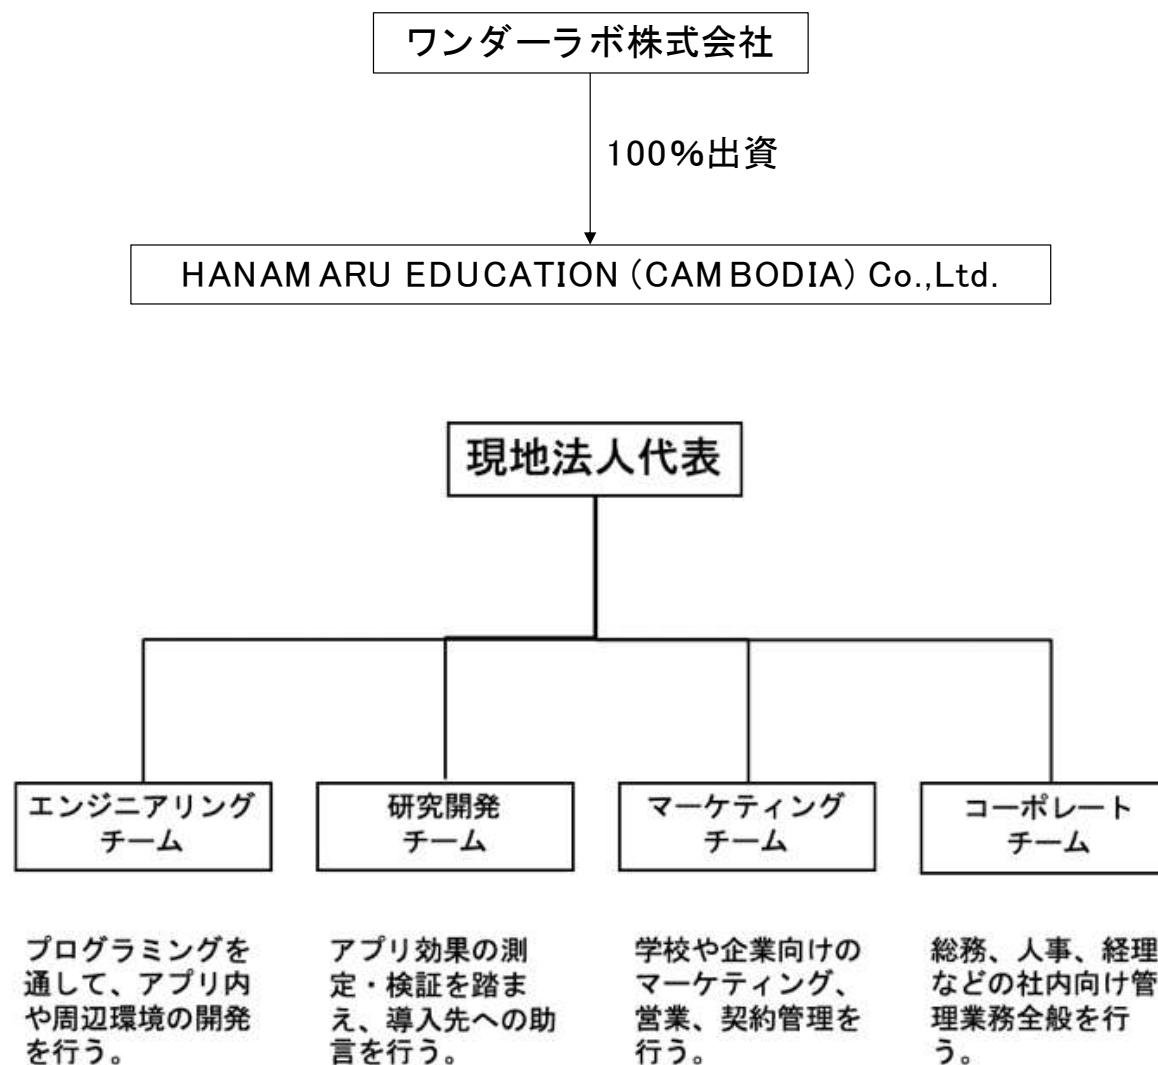 ワンダーラボ株式会社
100%出資
HANAMARU EDUCATION (CAMBODIA) Co.,Ltd.
現地法人代表
エンジニアリング
チーム
研究開発
チーム
マーケティング
チーム
コーポレート
チーム
プログラミングを
通して、アプリ内
や周辺環境の開発
を行う。
アプリ効果の測
定・検証を踏ま
え、導入先への助
言を行う。
学校や企業向けの
マーケティング、
営業、契約管理を
行う。
総務、人事、経理
などの社内向け管
理業務全般を行
う。